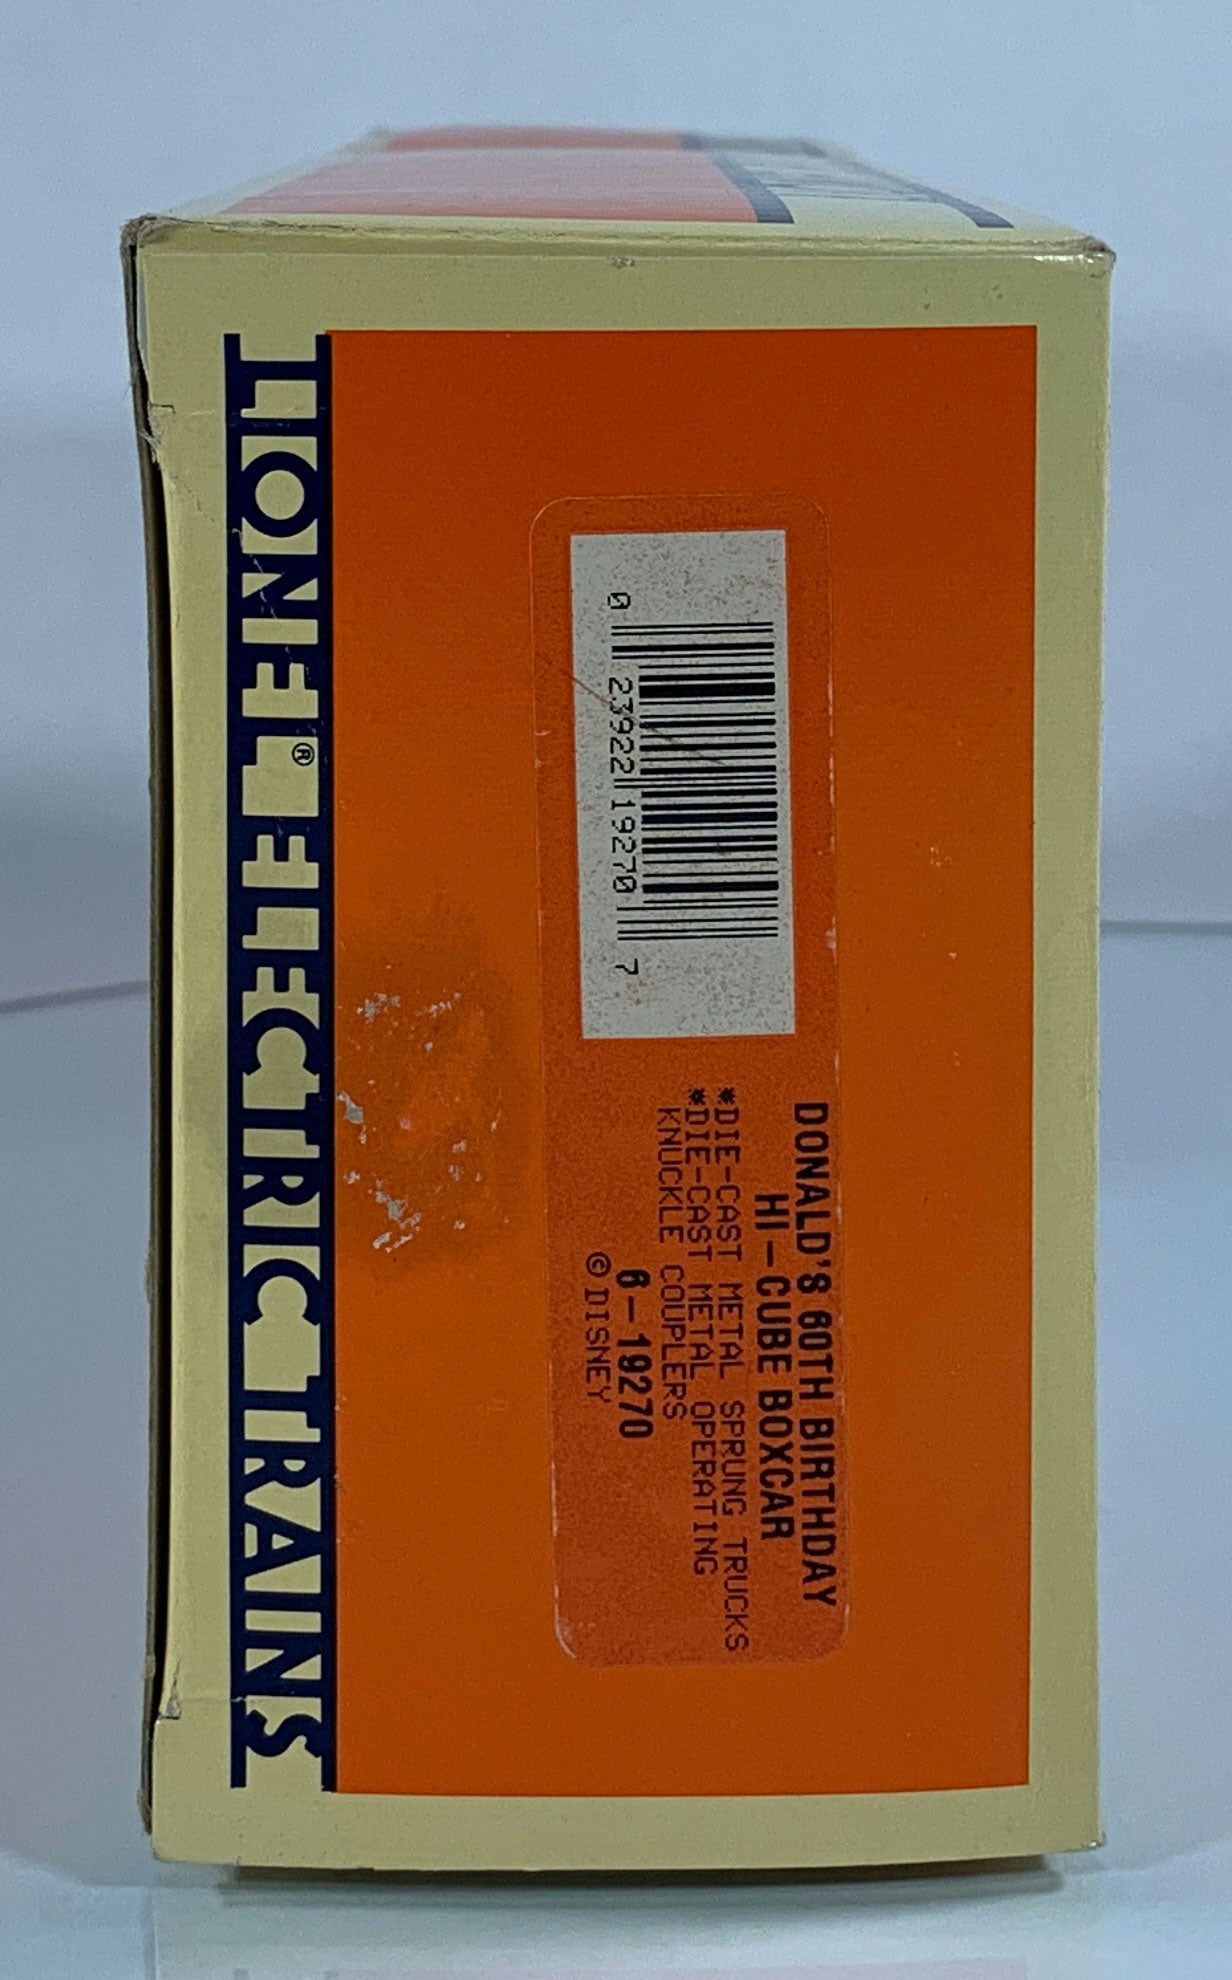 LIONEL® ELECTRIC TRAINS
0 23922 19270 7
DONALD'S 60TH BIRTHDAY
HI-CUBE BOXCAR
*DIE-CAST METAL SPRUNG TRUCKS
*DIE-CAST METAL OPERATING
KNUCKLE COUPLERS
6-19270
©DISNEY